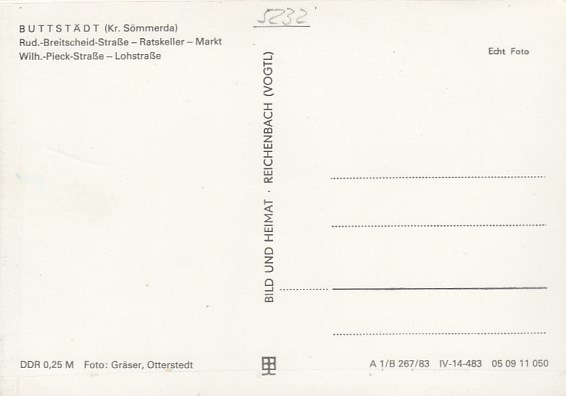 5232
BUTTSTÄDT (Kr. Sömmerda)
Rud.-Breitscheid-Straße – Ratskeller – Markt
Wilh.-Pieck-Straße – Lohstraße
Echt Foto
BILD UND HEIMAT · REICHENBACH (VOGTL)
DDR 0,25 M Foto: Gräser, Otterstedt
A 1/B 267/83 IV-14-483 05 09 11 050